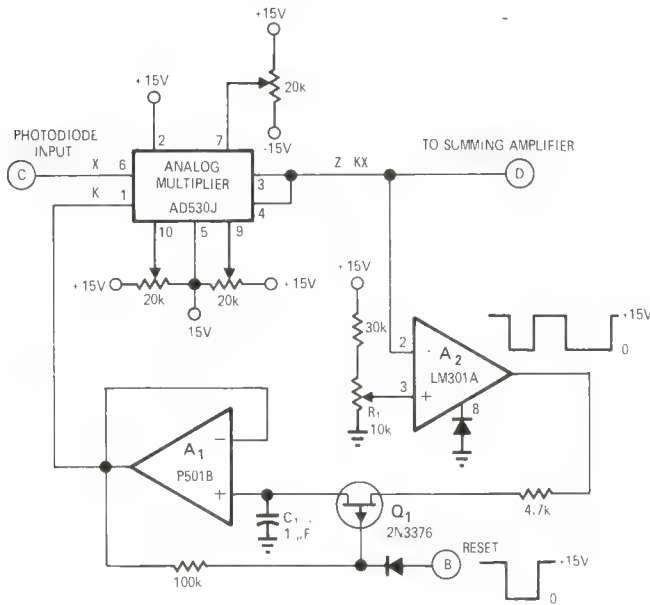 +15V
20k
-15V
+15V
2
7
PHOTODIODE
INPUT
C
X
6
K
1
ANALOG
MULTIPLIER
AD530J
3
4
Z KX
TO SUMMING AMPLIFIER
D
10
5
9
+15V
20k
20k
+15V
15V
+15V
30k
R1
10k
2
3
+
A2
LM301A
8
+15V
0
A1
P501B
−
+
C1
1 µF
Q1
2N3376
4.7k
100k
B
RESET
+15V
0